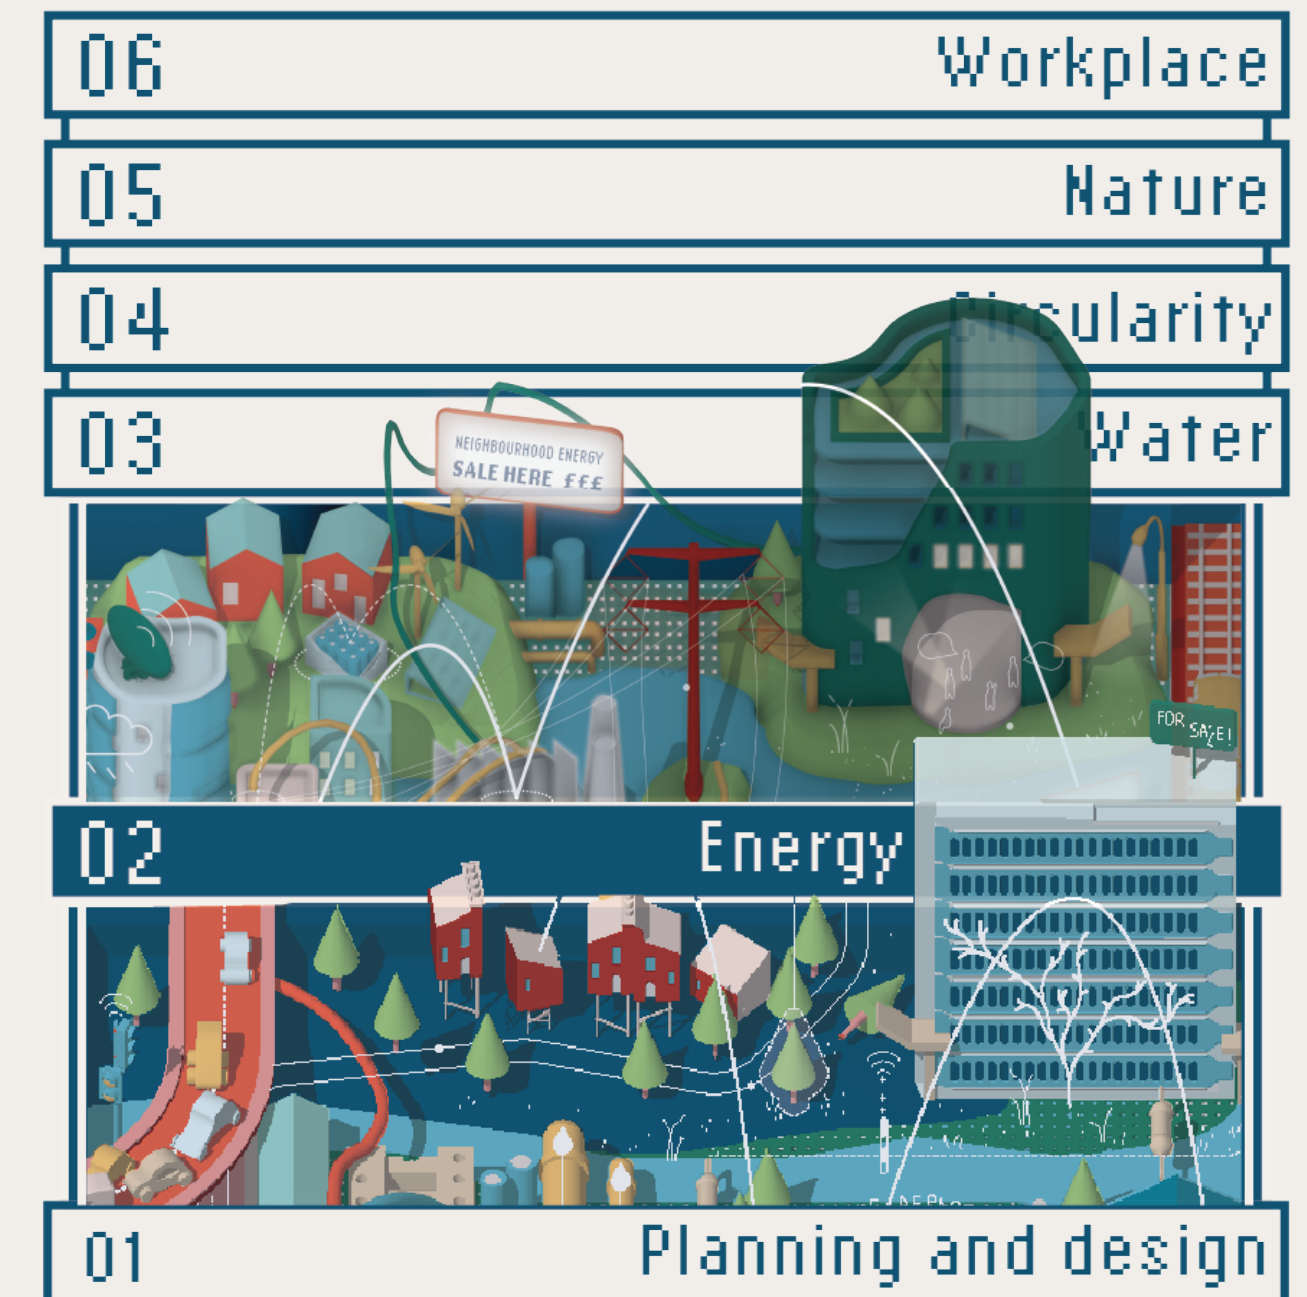 06
Workplace
05
Nature
04
Circularity
03
Water
NEIGHBOURHOOD ENERGY
SALE HERE £££
FOR SALE!
02
Energy
01
Planning and design